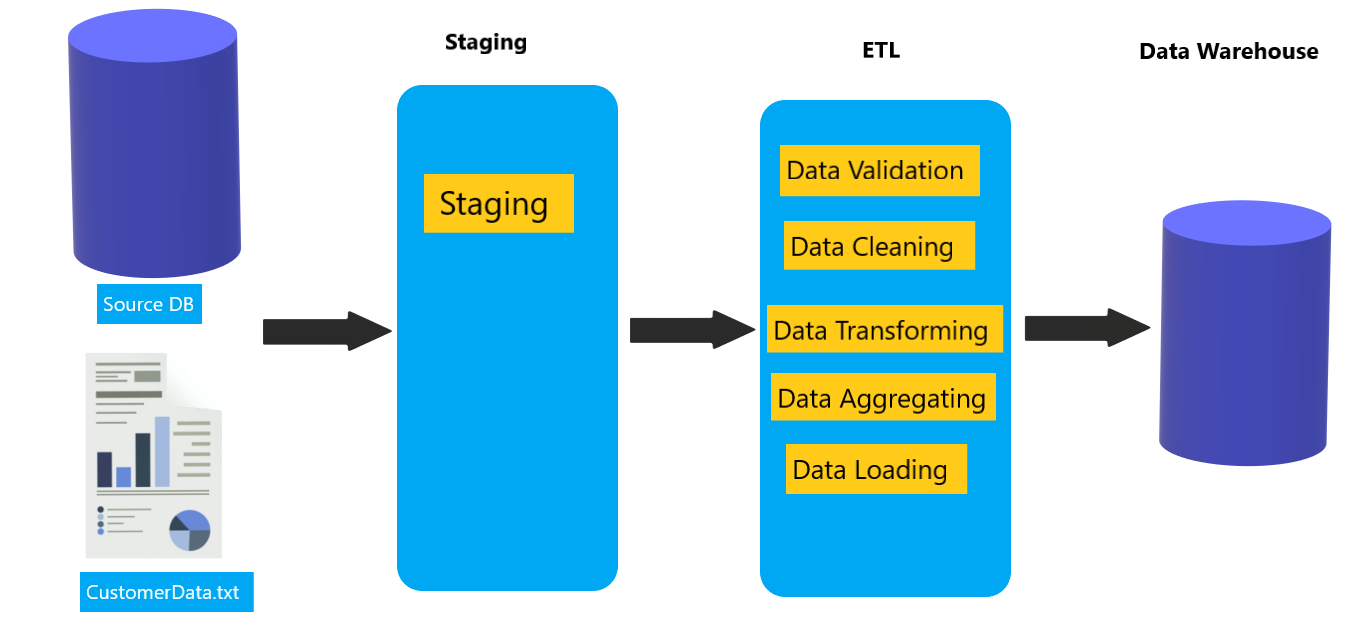 Staging
ETL
Data Warehouse
Source DB
CustomerData.txt
Staging
Data Validation
Data Cleaning
Data Transforming
Data Aggregating
Data Loading